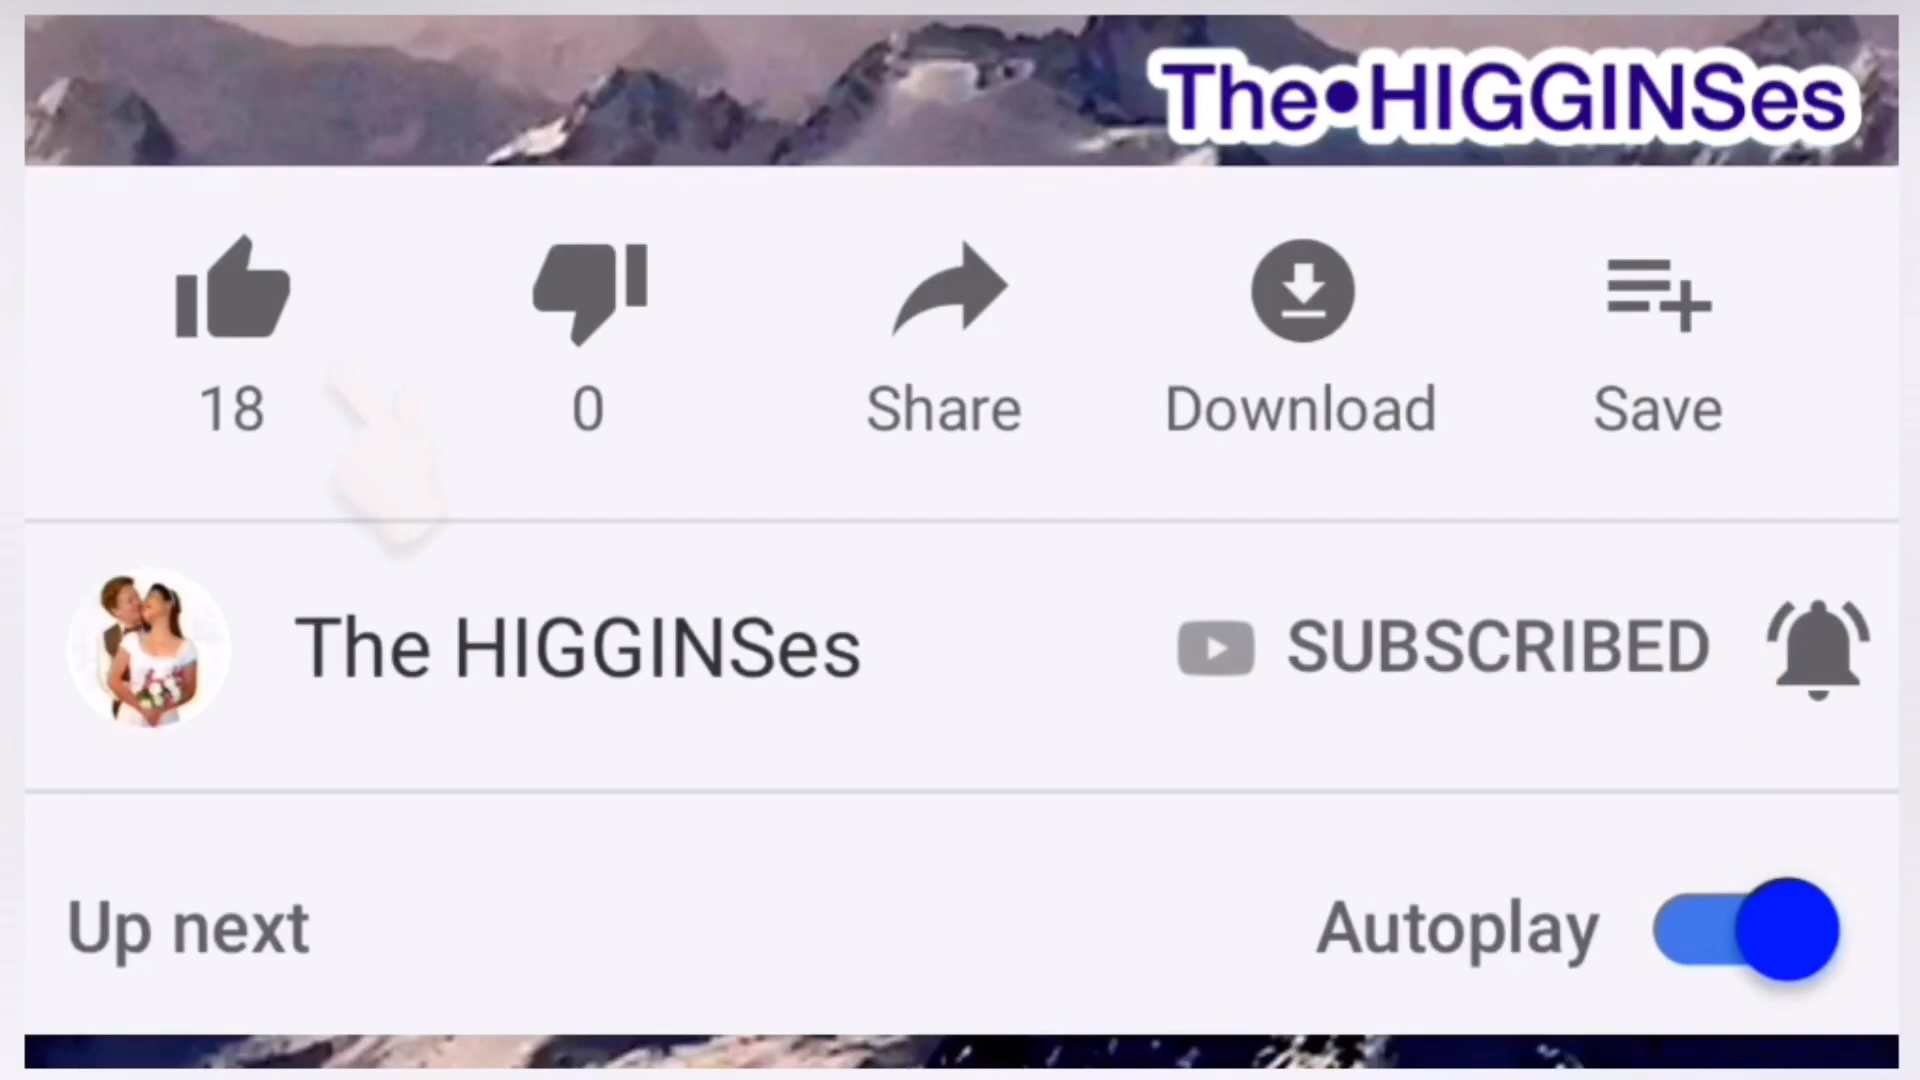 The•HIGGINSes
18 0 Share Download Save
The HIGGINSes SUBSCRIBED
Up next Autoplay